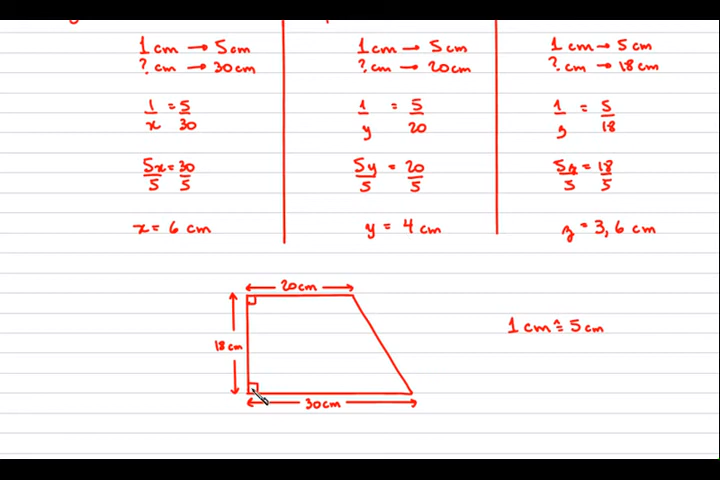 1 cm → 5 cm
? cm → 30 cm
1/x = 5/30
5x/5 = 30/5
x = 6 cm
1 cm → 5 cm
? cm → 20 cm
1/y = 5/20
5y/5 = 20/5
y = 4 cm
1 cm → 5 cm
? cm → 18 cm
1/z = 5/18
5z/5 = 18/5
z = 3,6 cm
20 cm
18 cm
30 cm
1 cm ≙ 5 cm